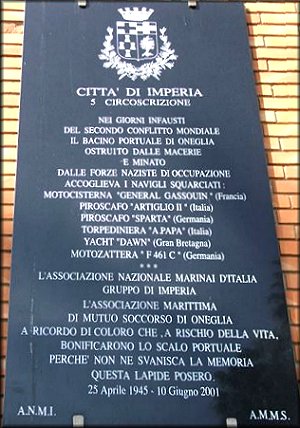 CITTA' DI IMPERIA
5 CIRCOSCRIZIONE
NEI GIORNI INFAUSTI
DEL SECONDO CONFLITTO MONDIALE
IL BACINO PORTUALE DI ONEGLIA
OSTRUITO DALLE MACERIE
E MINATO
DALLE FORZE NAZISTE DI OCCUPAZIONE
ACCOGLIEVA I NAVIGLI SQUARCIATI:
MOTOCISTERNA "GENERAL GASSOUIN" (Francia)
PIROSCAFO "ARTIGLIO II" (Italia)
PIROSCAFO "SPARTA" (Germania)
TORPEDINIERA "A.PAPA" (Italia)
YACHT "DAWN" (Gran Bretagna)
MOTOZATTERA " F 461 C " (Germania)
***
L'ASSOCIAZIONE NAZIONALE MARINAI D'ITALIA
GRUPPO DI IMPERIA
L'ASSOCIAZIONE MARITTIMA
DI MUTUO SOCCORSO DI ONEGLIA
A RICORDO DI COLORO CHE ,A RISCHIO DELLA VITA,
BONIFICARONO LO SCALO PORTUALE
PERCHE' NON NE SVANISCA LA MEMORIA
QUESTA LAPIDE POSERO.
25 Aprile 1945 - 10 Giugno 2001
A.N.M.I. A.M.M.S.